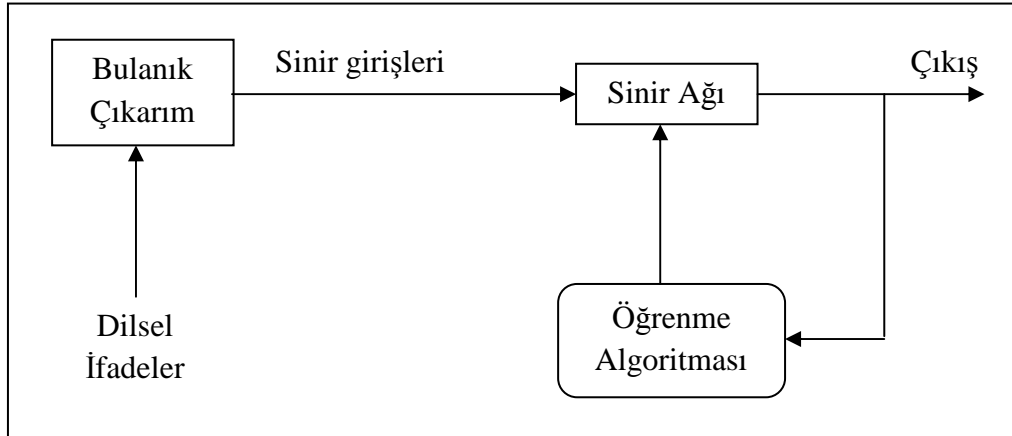 Bulanık
Çıkarım
Sinir girişleri
Sinir Ağı
Çıkış
Dilsel
İfadeler
Öğrenme
Algoritması